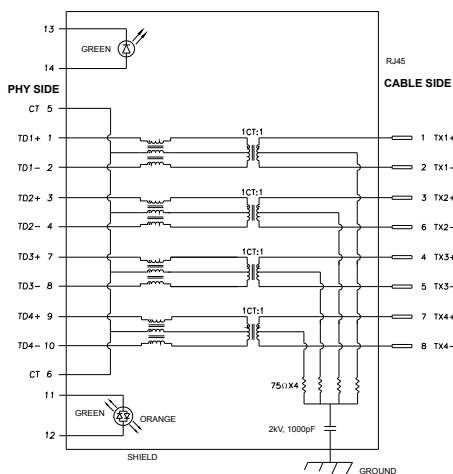 13
GREEN
14
RJ45
PHY SIDE
CABLE SIDE
CT 5
1CT:1
TD1+ 1
1 TX1+
TD1- 2
2 TX1-
1CT:1
TD2+ 3
3 TX2+
TD2- 4
6 TX2-
1CT:1
TD3+ 7
4 TX3+
TD3- 8
5 TX3-
1CT:1
TD4+ 9
7 TX4+
TD4- 10
8 TX4-
CT 6
75ΩX4
11
GREEN
ORANGE
12
2kV, 1000pF
SHIELD
GROUND